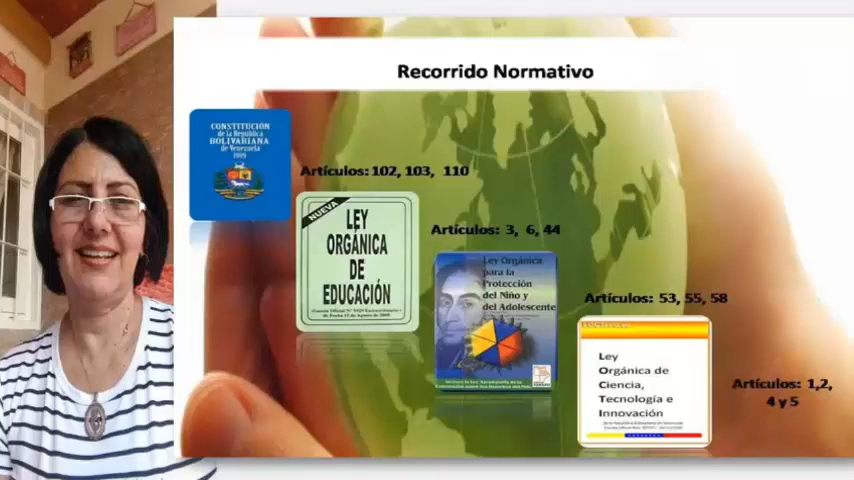 Recorrido Normativo
CONSTITUCIÓN
de la República
BOLIVARIANA
de Venezuela
1999
Artículos: 102, 103, 110
NUEVA
LEY
ORGÁNICA
DE
EDUCACIÓN
Artículos: 3, 6, 44
Ley Orgánica
para la
Protección
del Niño y
del Adolescente
Artículos: 53, 55, 58
Ley
Orgánica de
Ciencia,
Tecnología e
Innovación
Artículos: 1,2,
4 y 5